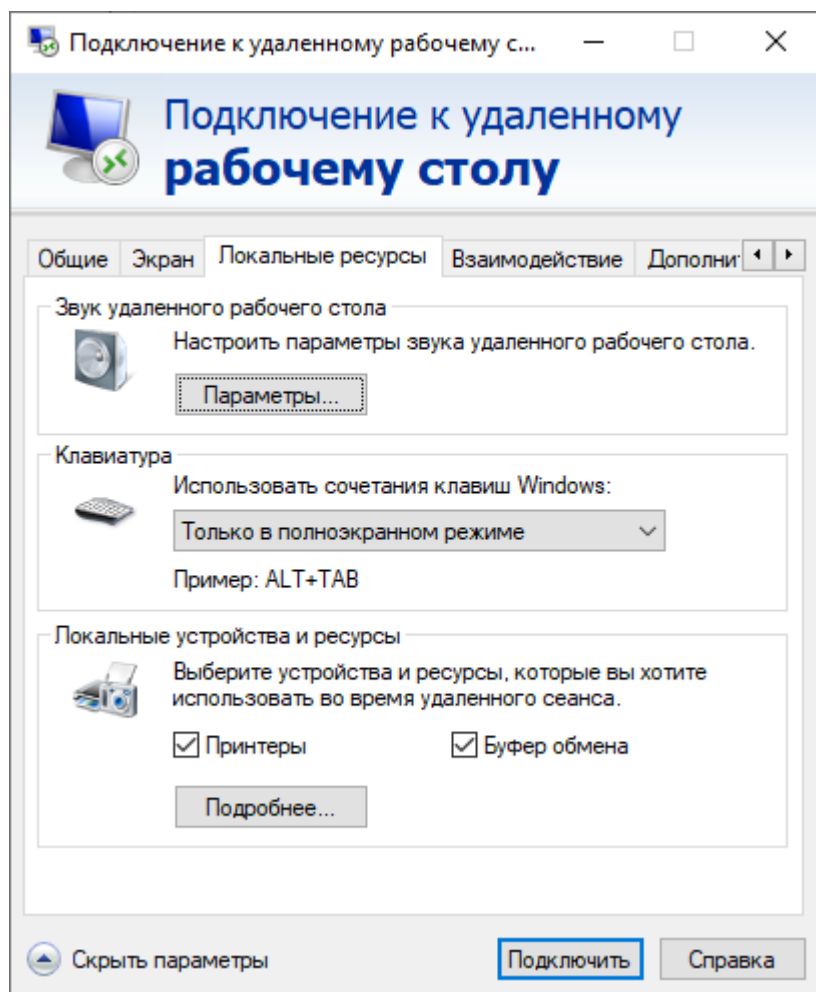 Подключение к удаленному рабочему с...
Подключение к удаленному
рабочему столу
Общие Экран Локальные ресурсы Взаимодействие Дополнит
Звук удаленного рабочего стола
Настроить параметры звука удаленного рабочего стола.
Параметры...
Клавиатура
Использовать сочетания клавиш Windows:
Только в полноэкранном режиме
Пример: ALT+TAB
Локальные устройства и ресурсы
Выберите устройства и ресурсы, которые вы хотите
использовать во время удаленного сеанса.
Принтеры Буфер обмена
Подробнее...
Скрыть параметры Подключить Справка